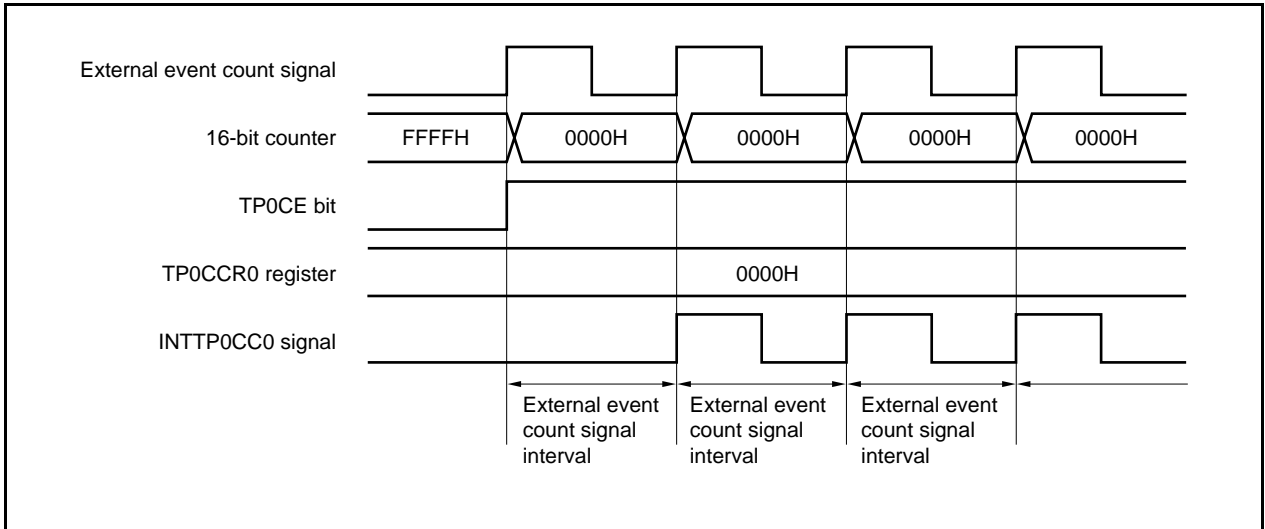 External event count signal
16-bit counter
FFFFH
0000H
0000H
0000H
0000H
TP0CE bit
TP0CCR0 register
0000H
INTTP0CC0 signal
External event
count signal
interval
External event
count signal
interval
External event
count signal
interval